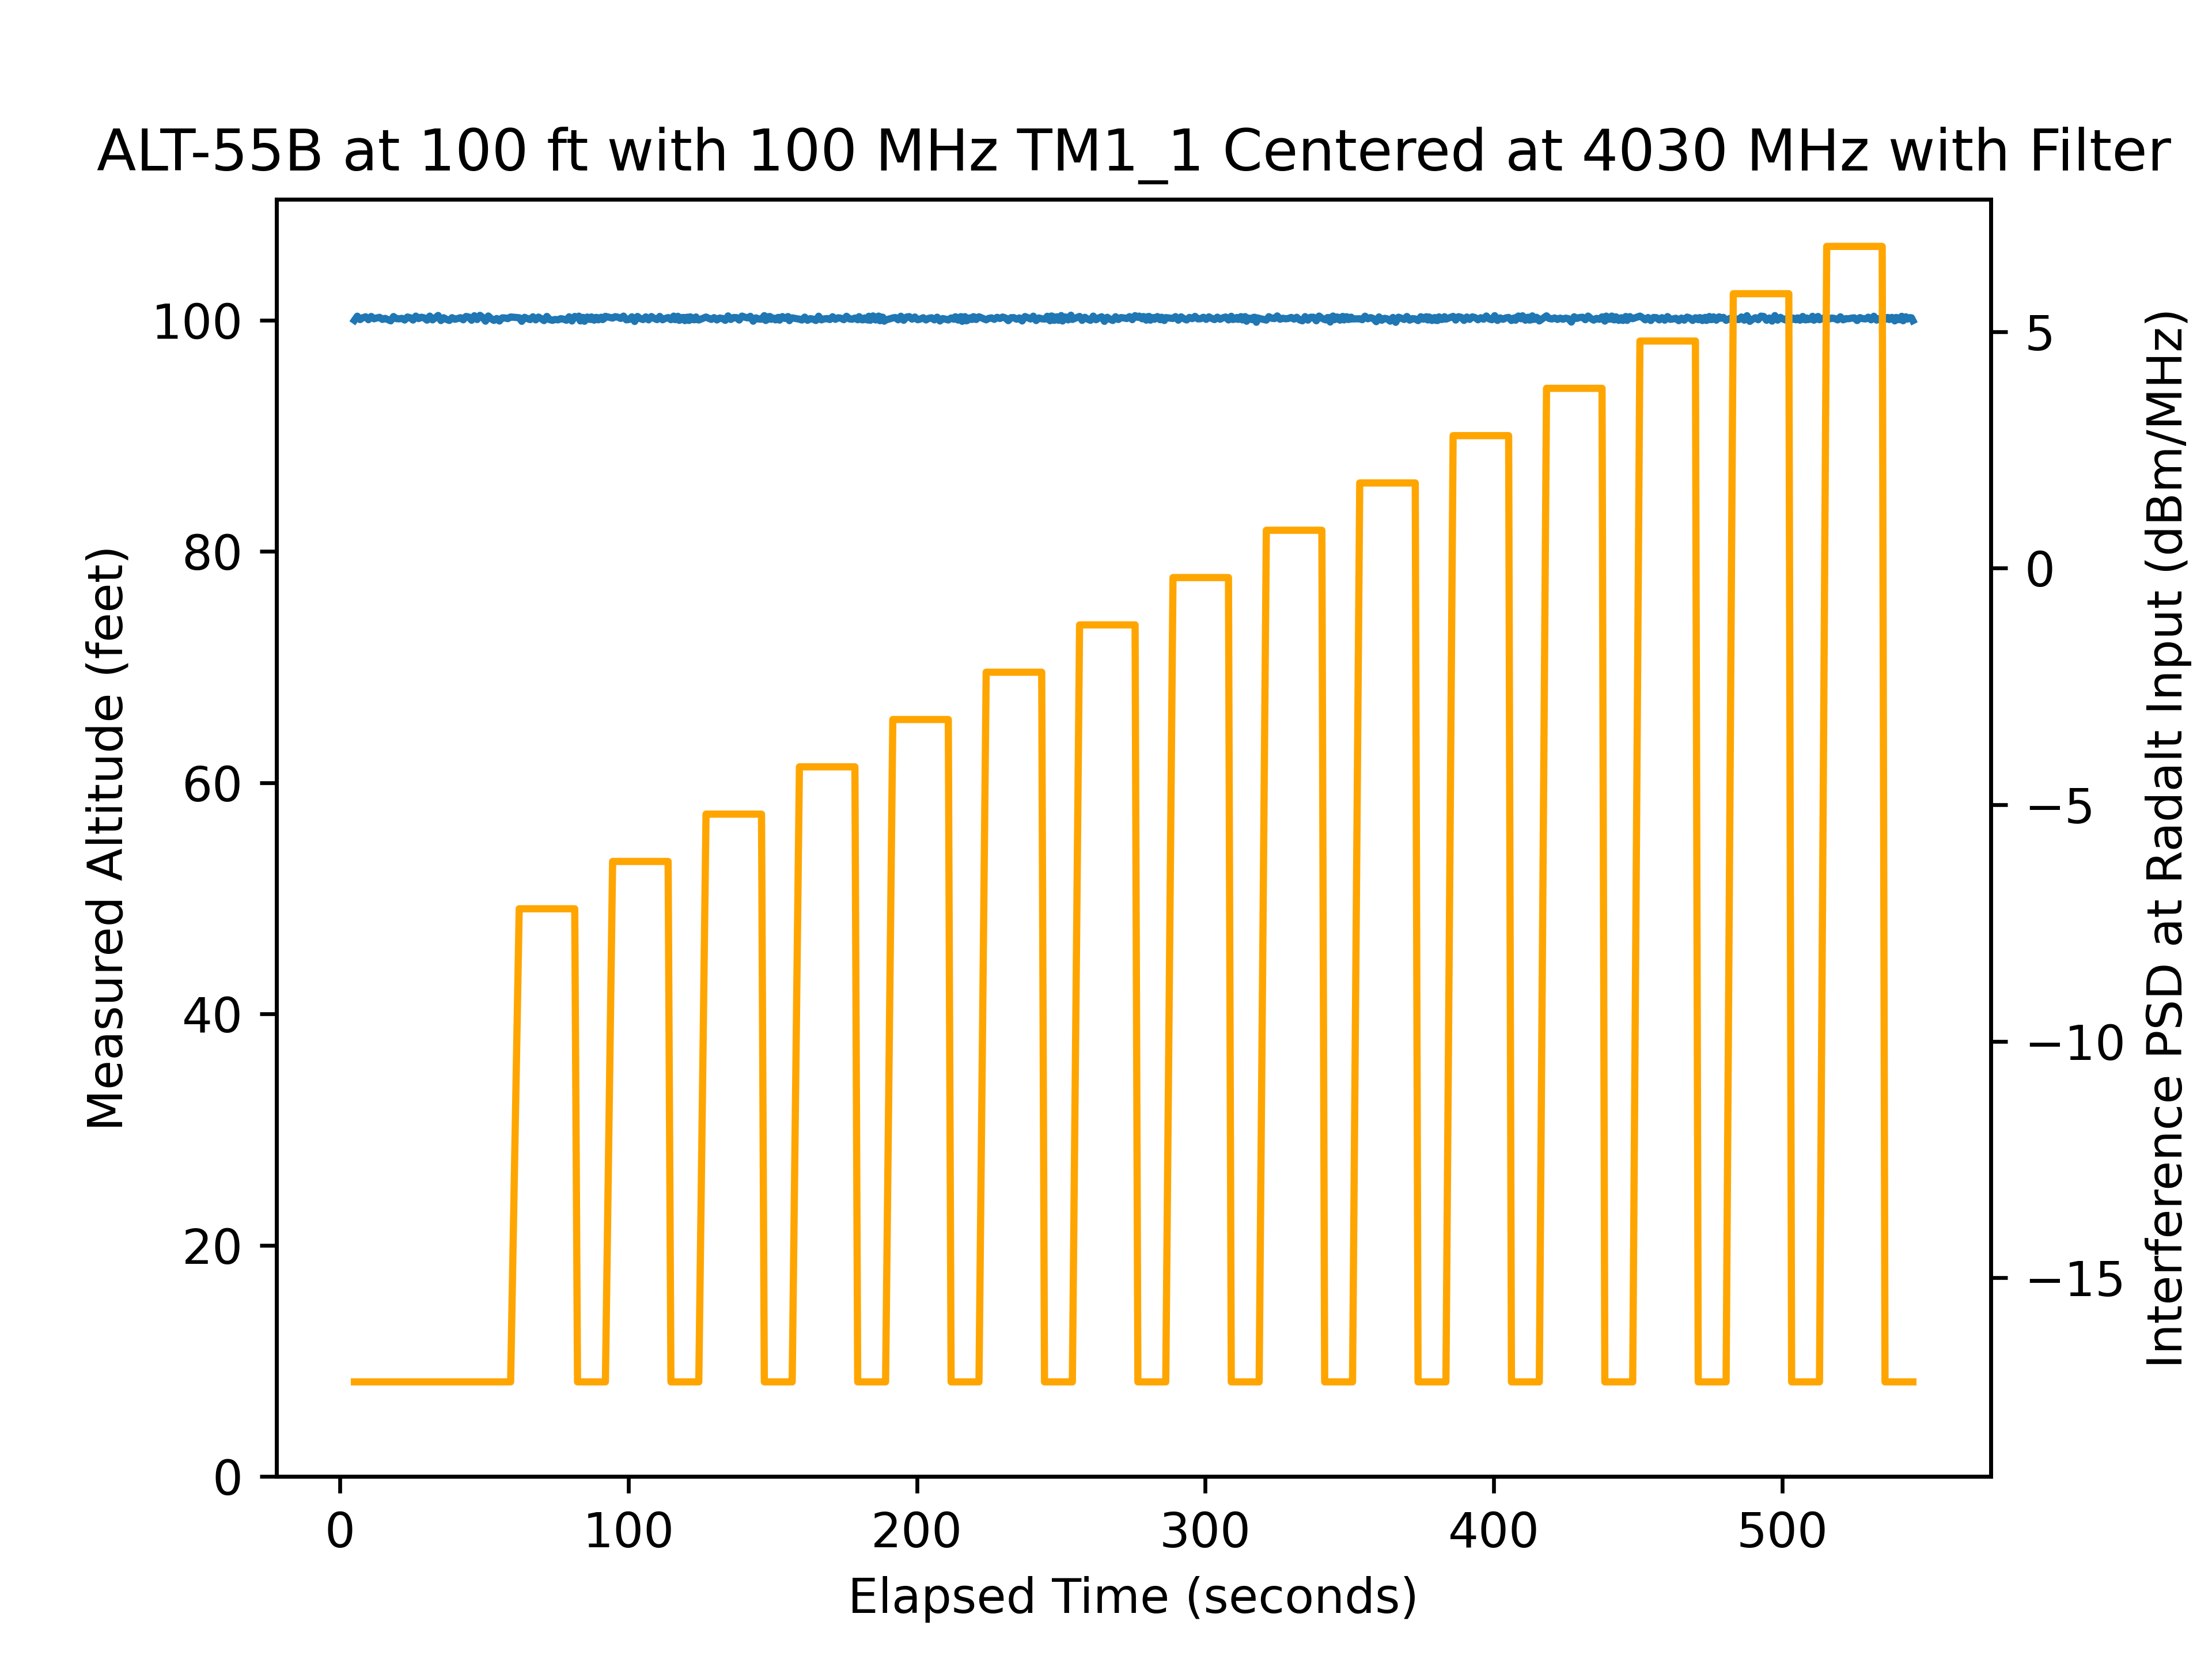 ALT-55B at 100 ft with 100 MHz TM1_1 Centered at 4030 MHz with Filter
Measured Altitude (feet)
100
80
60
40
20
0
0 100 200 300 400 500
Elapsed Time (seconds)
5
0
−5
−10
−15
Interference PSD at Radalt Input (dBm/MHz)